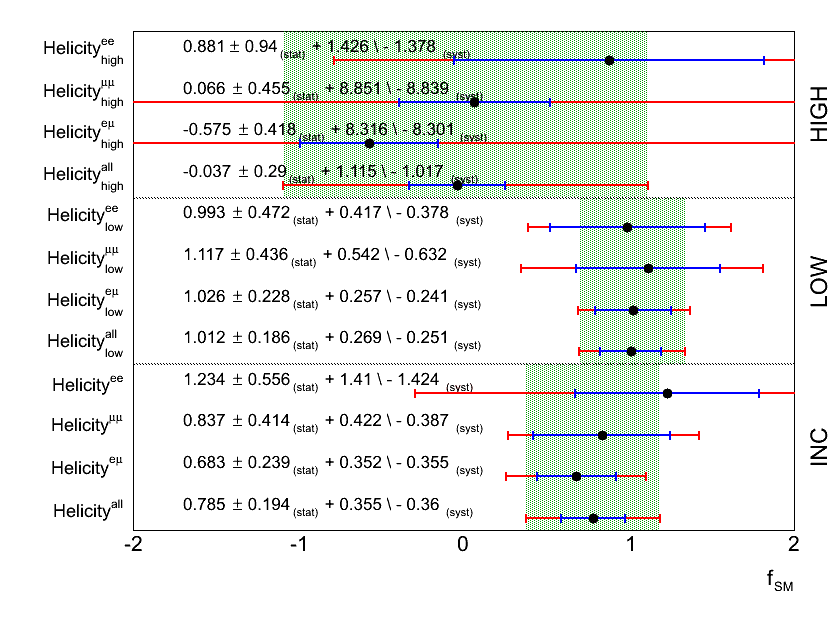 Helicity^ee_high 0.881 ± 0.94 (stat) + 1.426 \ - 1.378 (syst)
Helicity^μμ_high 0.066 ± 0.455 (stat) + 8.851 \ - 8.839 (syst)
Helicity^eμ_high -0.575 ± 0.418 (stat) + 8.316 \ - 8.301 (syst)
Helicity^all_high -0.037 ± 0.29 (stat) + 1.115 \ - 1.017 (syst)
HIGH
Helicity^ee_low 0.993 ± 0.472 (stat) + 0.417 \ - 0.378 (syst)
Helicity^μμ_low 1.117 ± 0.436 (stat) + 0.542 \ - 0.632 (syst)
Helicity^eμ_low 1.026 ± 0.228 (stat) + 0.257 \ - 0.241 (syst)
Helicity^all_low 1.012 ± 0.186 (stat) + 0.269 \ - 0.251 (syst)
LOW
Helicity^ee 1.234 ± 0.556 (stat) + 1.41 \ - 1.424 (syst)
Helicity^μμ 0.837 ± 0.414 (stat) + 0.422 \ - 0.387 (syst)
Helicity^eμ 0.683 ± 0.239 (stat) + 0.352 \ - 0.355 (syst)
Helicity^all 0.785 ± 0.194 (stat) + 0.355 \ - 0.36 (syst)
INC
-2 -1 0 1 2
f_SM